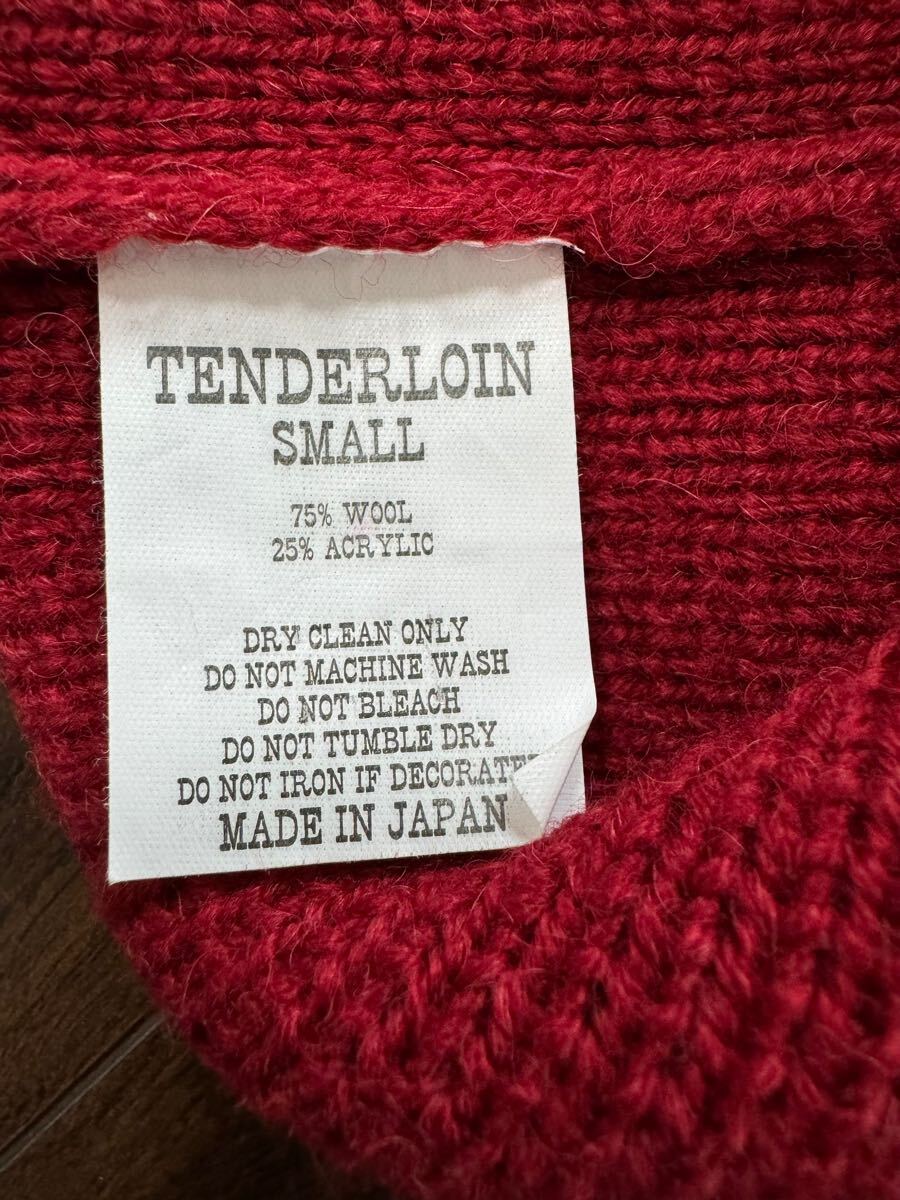 TENDERLOIN
SMALL
75% WOOL
25% ACRYLIC
DRY CLEAN ONLY
DO NOT MACHINE WASH
DO NOT BLEACH
DO NOT TUMBLE DRY
DO NOT IRON IF
MADE IN JAPAN